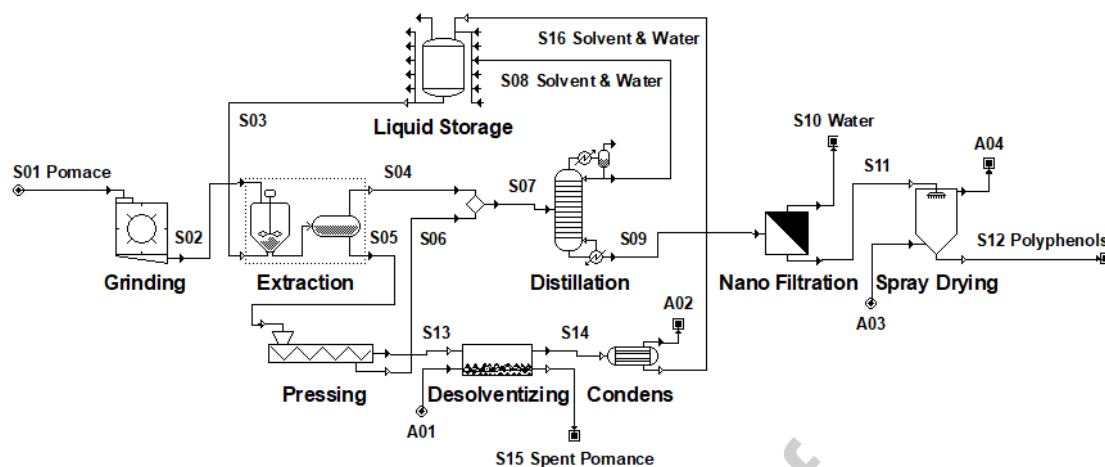 S16 Solvent & Water
S08 Solvent & Water
S03
Liquid Storage
S10 Water
A04
S01 Pomace
S04
S11
S07
S02
S05
S06
S09
S12 Polyphenols
Grinding
Extraction
Distillation
Nano Filtration
Spray Drying
A02
A03
S13
S14
Pressing
Desolventizing
Condens
A01
S15 Spent Pomance
c